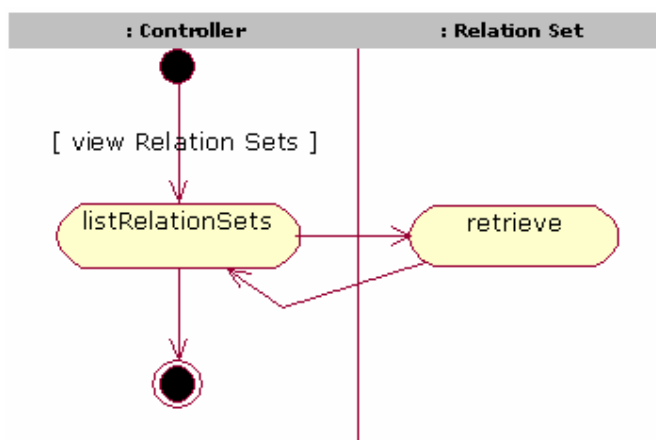 : Controller
: Relation Set
[ view Relation Sets ]
listRelationSets
retrieve